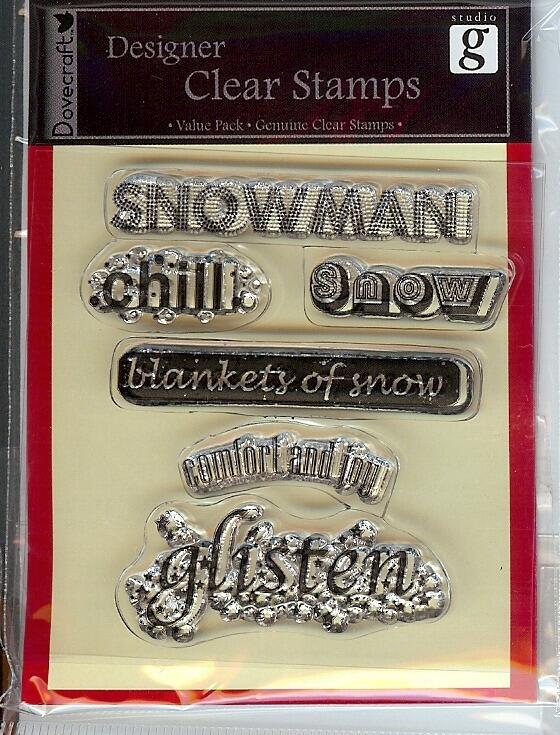 Dovecraft
studio
g
Designer
Clear Stamps
• Value Pack • Genuine Clear Stamps •
SNOWMAN
chill
snow
blankets of snow
comfort and joy
glisten